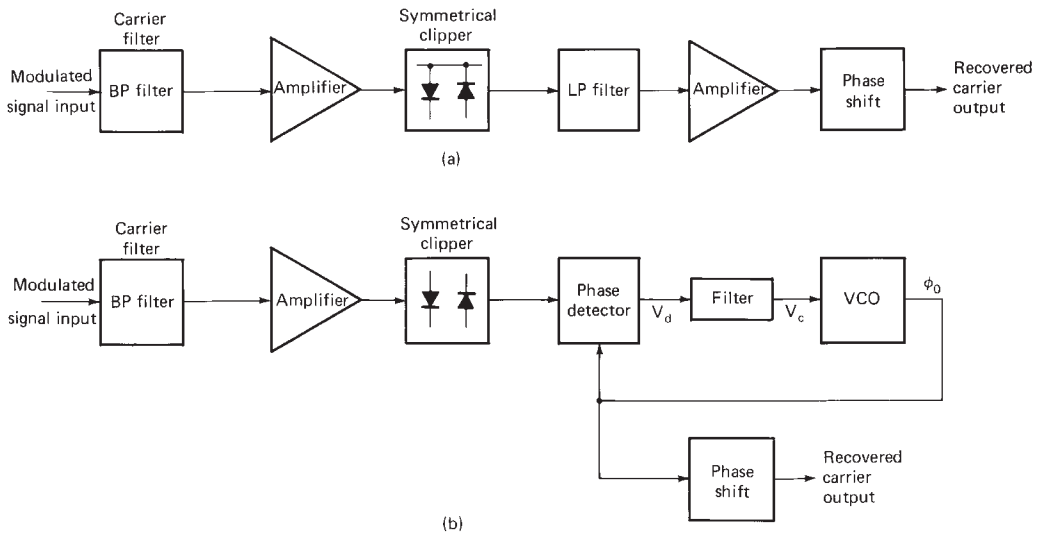 Carrier
filter
Symmetrical
clipper
Modulated
signal input
BP filter
Amplifier
LP filter
Amplifier
Phase
shift
Recovered
carrier
output
(a)
Carrier
filter
Symmetrical
clipper
Modulated
signal input
BP filter
Amplifier
Phase
detector
V_d
Filter
V_c
VCO
ϕ_0
Phase
shift
Recovered
carrier
output
(b)